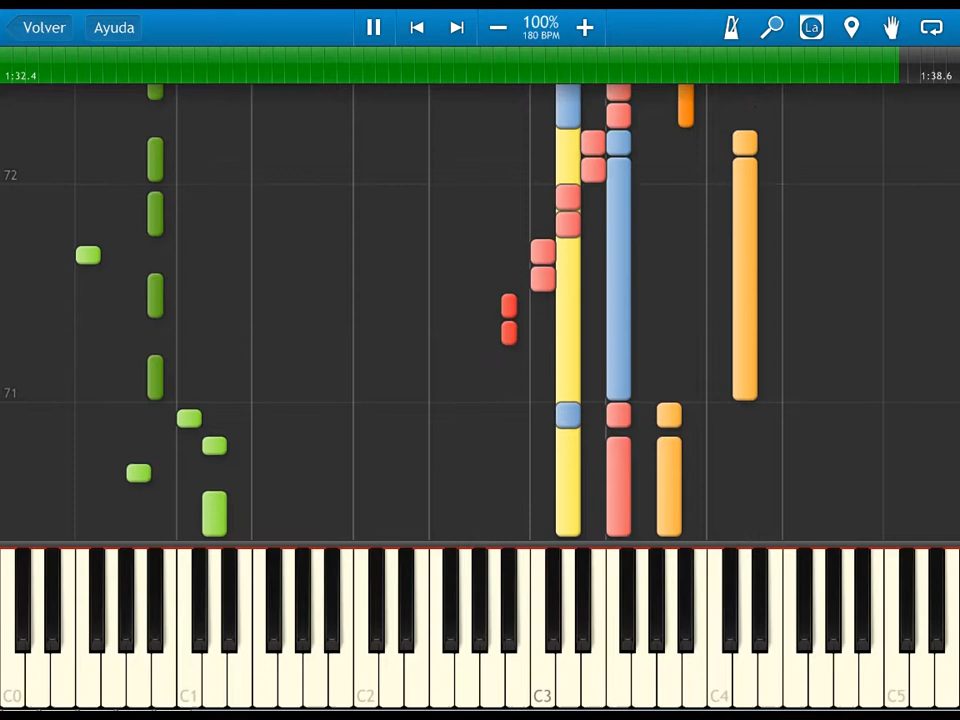 Volver Ayuda 100% La
180 BPM
1:32.4 1:38.6
72
71
C0 C1 C2 C3 C4 C5